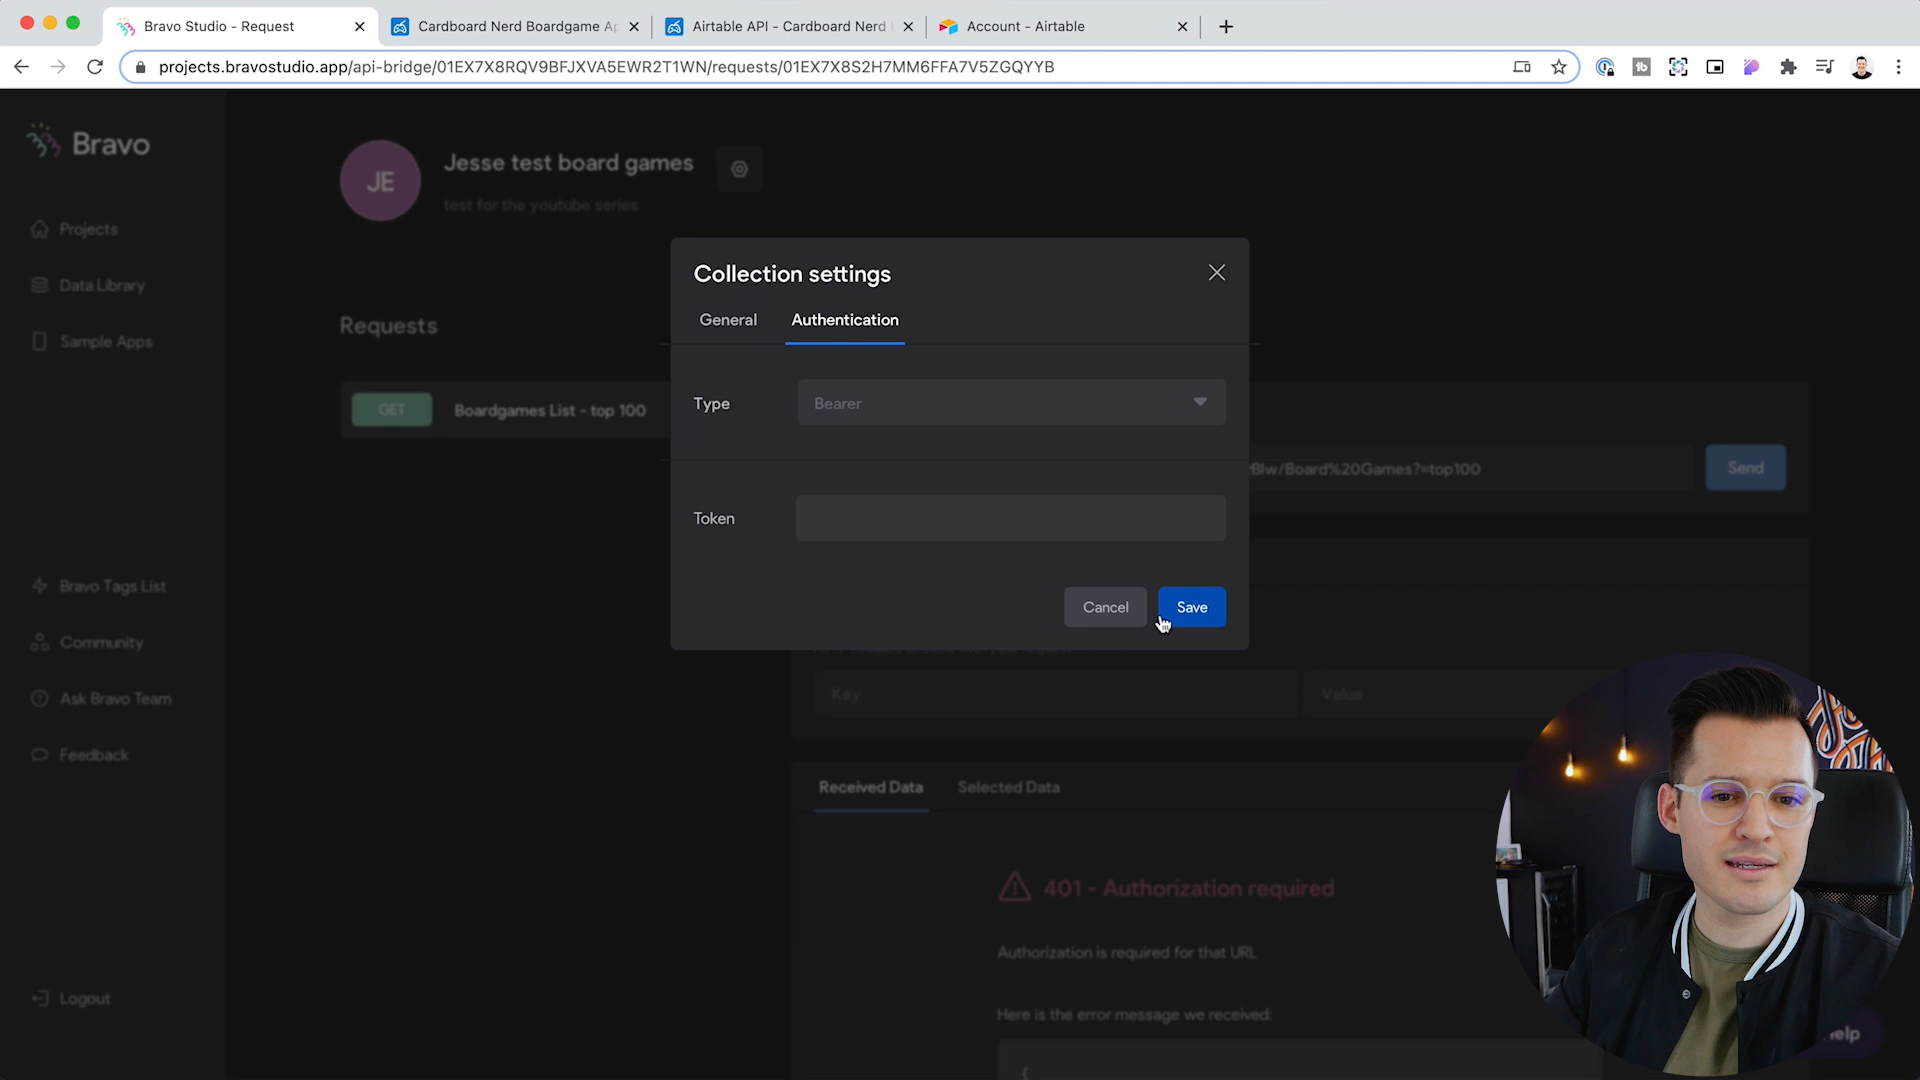 Bravo Studio - Request
Cardboard Nerd Boardgame Ap
Airtable API - Cardboard Nerd
Account - Airtable
projects.bravostudio.app/api-bridge/01EX7X8RQV9BFJXVA5EWR2T1WN/requests/01EX7X8S2H7MM6FFA7V5ZGQYYB
Bravo
JE
Jesse test board games
test for the youtube series
Projects
Data Library
Sample Apps
Bravo Tags List
Community
Ask Bravo Team
Feedback
Logout
Requests
GET
Boardgames List - top 100
Collection settings
General
Authentication
Type
Bearer
Token
Cancel
Save
Blw/Board%20Games?=top100
Send
Key
Value
Received Data
Selected Data
401 - Authorization required
Authorization is required for that URL
Here is the error message we received:
{
elp